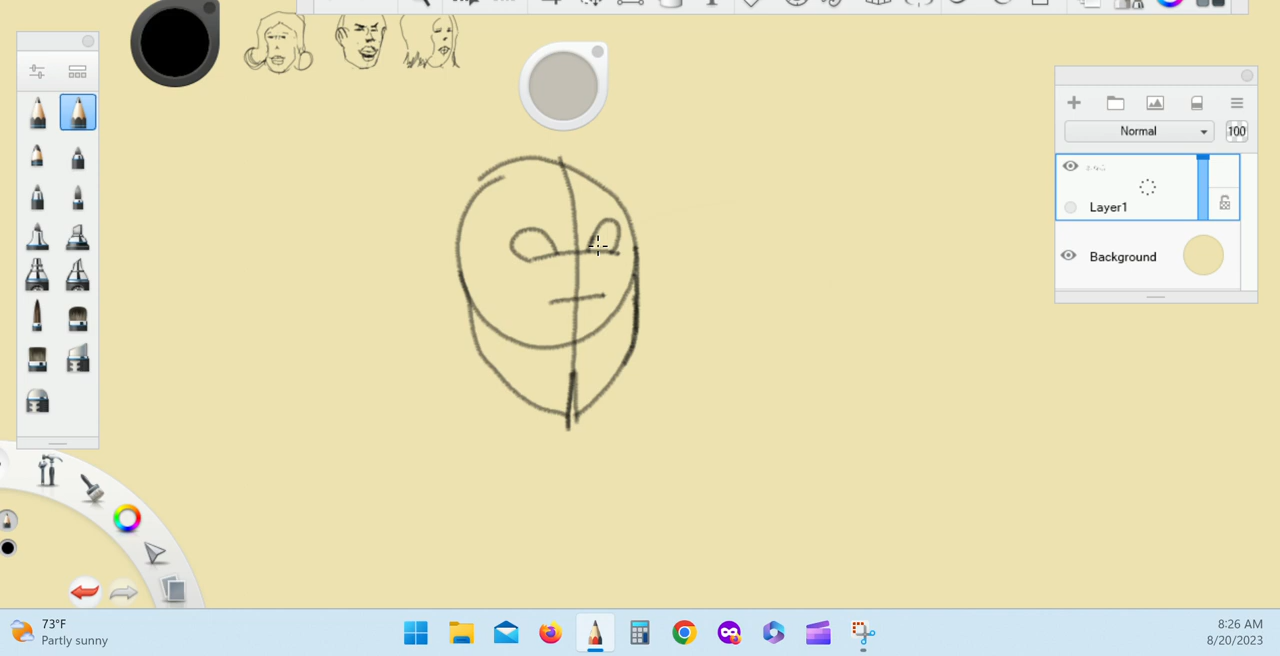 Normal
100
Layer1
Background
73°F
Partly sunny
8:26 AM
8/20/2023